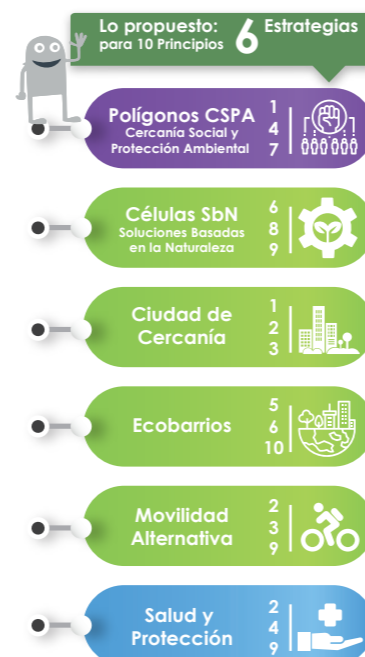 Lo propuesto:
para 10 Principios
6 Estrategias
Polígonos CSPA
Cercanía Social y
Protección Ambiental
1
4
7
Células SbN
Soluciones Basadas
en la Naturaleza
6
8
9
Ciudad de
Cercanía
1
2
3
Ecobarrios
5
6
10
Movilidad
Alternativa
2
3
9
Salud y
Protección
2
4
9